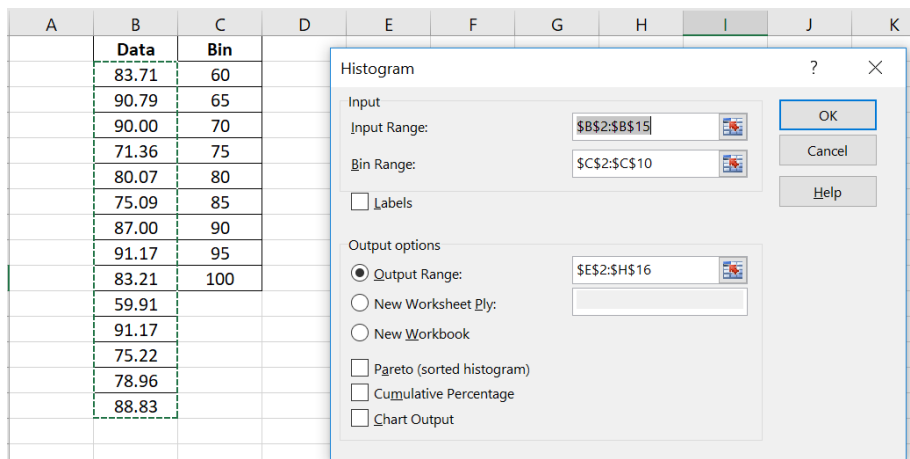 A B C D E F G H I J K
Data Bin
83.71 60
90.79 65
90.00 70
71.36 75
80.07 80
75.09 85
87.00 90
91.17 95
83.21 100
59.91
91.17
75.22
78.96
88.83
Histogram ? ×
Input
Input Range: $B$2:$B$15
Bin Range: $C$2:$C$10
Labels
OK
Cancel
Help
Output options
Output Range: $E$2:$H$16
New Worksheet Ply:
New Workbook
Pareto (sorted histogram)
Cumulative Percentage
Chart Output